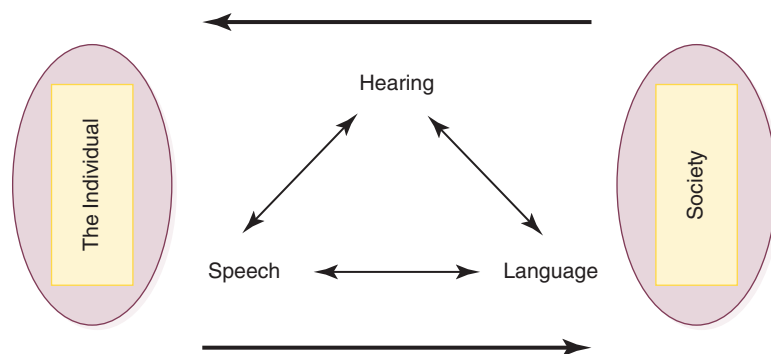 Hearing
The Individual
Society
Speech
Language